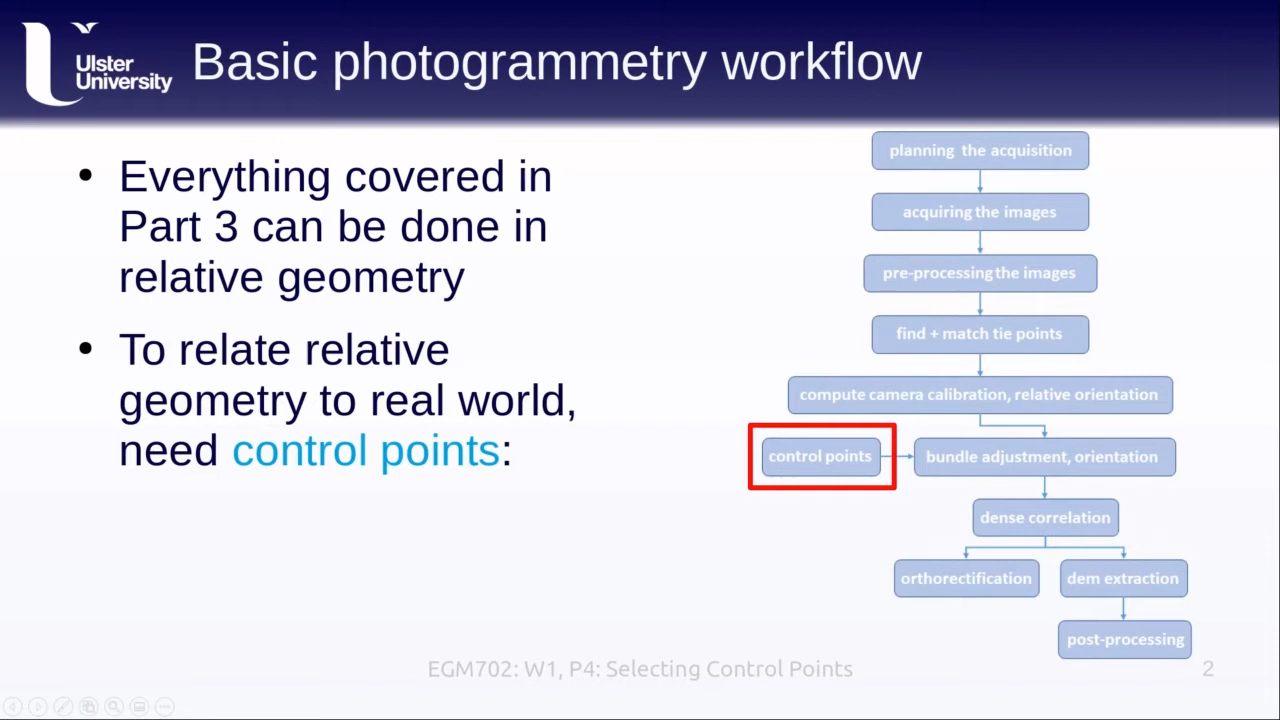 Ulster
University
Basic photogrammetry workflow
• Everything covered in
Part 3 can be done in
relative geometry
• To relate relative
geometry to real world,
need control points:
planning the acquisition
acquiring the images
pre-processing the images
find + match tie points
compute camera calibration, relative orientation
control points
bundle adjustment, orientation
dense correlation
orthorectification
dem extraction
post-processing
EGM702: W1, P4: Selecting Control Points
2